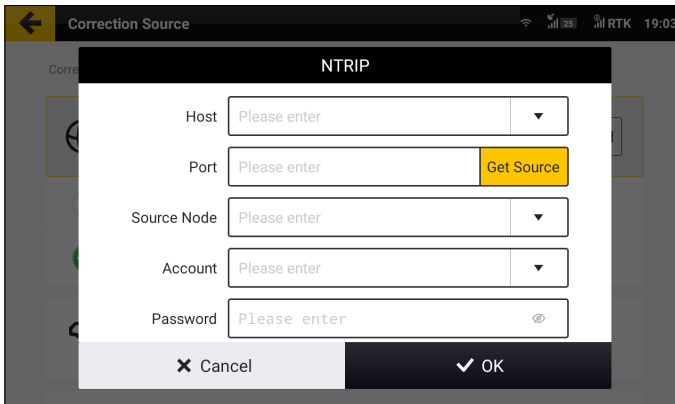 Correction Source 25 RTK 19:03
Corre
NTRIP
Host Please enter
Port Please enter Get Source
Source Node Please enter
Account Please enter
Password Please enter
Cancel OK